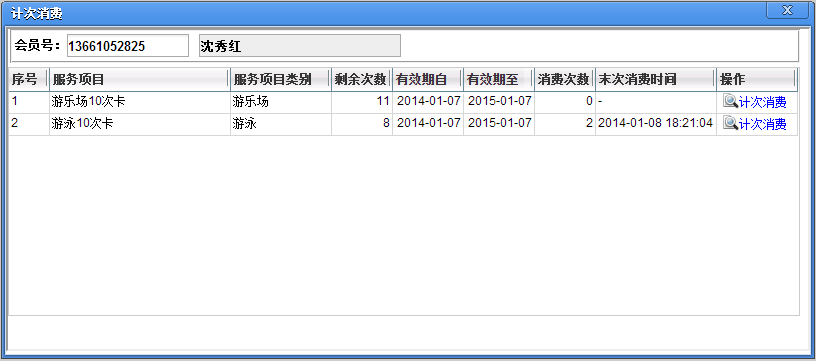 计次消费
会员号： 13661052825 沈秀红
序号 服务项目 服务项目类别 剩余次数 有效期自 有效期至 消费次数 末次消费时间 操作
1 游乐场10次卡 游乐场 11 2014-01-07 2015-01-07 0 - 计次消费
2 游泳10次卡 游泳 8 2014-01-07 2015-01-07 2 2014-01-08 18:21:04 计次消费